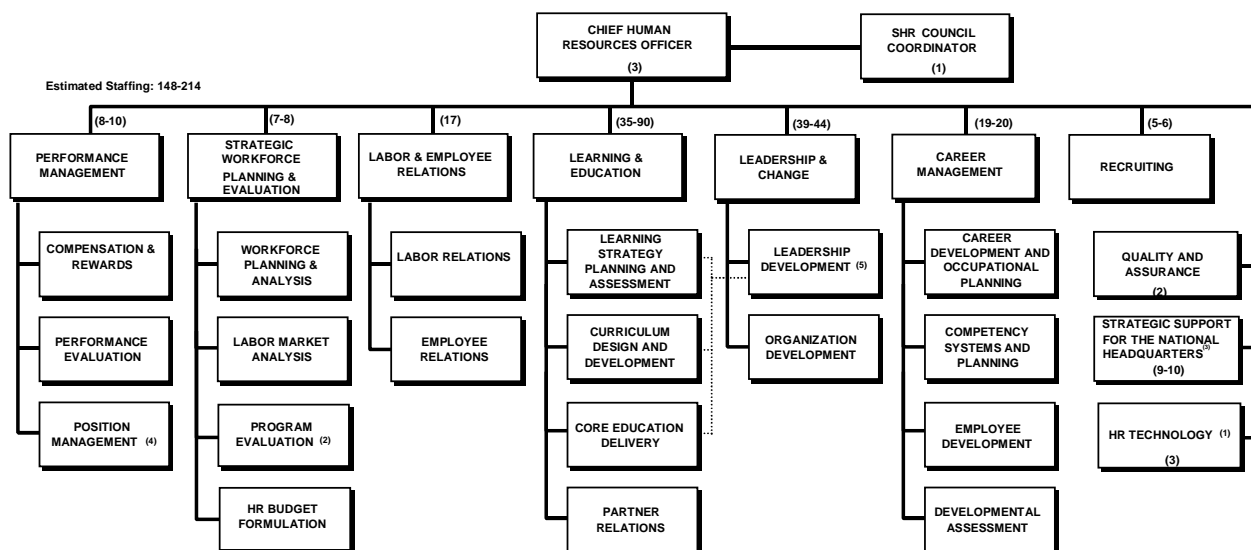 CHIEF HUMAN
RESOURCES OFFICER
(3)
SHR COUNCIL
COORDINATOR
(1)
Estimated Staffing: 148-214
(8-10)
PERFORMANCE
MANAGEMENT
COMPENSATION &
REWARDS
PERFORMANCE
EVALUATION
POSITION
MANAGEMENT (4)
(7-8)
STRATEGIC
WORKFORCE
PLANNING &
EVALUATION
WORKFORCE
PLANNING &
ANALYSIS
LABOR MARKET
ANALYSIS
PROGRAM
EVALUATION (2)
HR BUDGET
FORMULATION
(17)
LABOR & EMPLOYEE
RELATIONS
LABOR RELATIONS
EMPLOYEE
RELATIONS
(35-90)
LEARNING &
EDUCATION
LEARNING
STRATEGY
PLANNING AND
ASSESSMENT
CURRICULUM
DESIGN AND
DEVELOPMENT
CORE EDUCATION
DELIVERY
PARTNER
RELATIONS
(39-44)
LEADERSHIP &
CHANGE
LEADERSHIP
DEVELOPMENT (5)
ORGANIZATION
DEVELOPMENT
(19-20)
CAREER
MANAGEMENT
CAREER
DEVELOPMENT AND
OCCUPATIONAL
PLANNING
COMPETENCY
SYSTEMS AND
PLANNING
EMPLOYEE
DEVELOPMENT
DEVELOPMENTAL
ASSESSMENT
(5-6)
RECRUITING
QUALITY AND
ASSURANCE
(2)
STRATEGIC SUPPORT
FOR THE NATIONAL
HEADQUARTERS (3)
(9-10)
HR TECHNOLOGY (1)
(3)